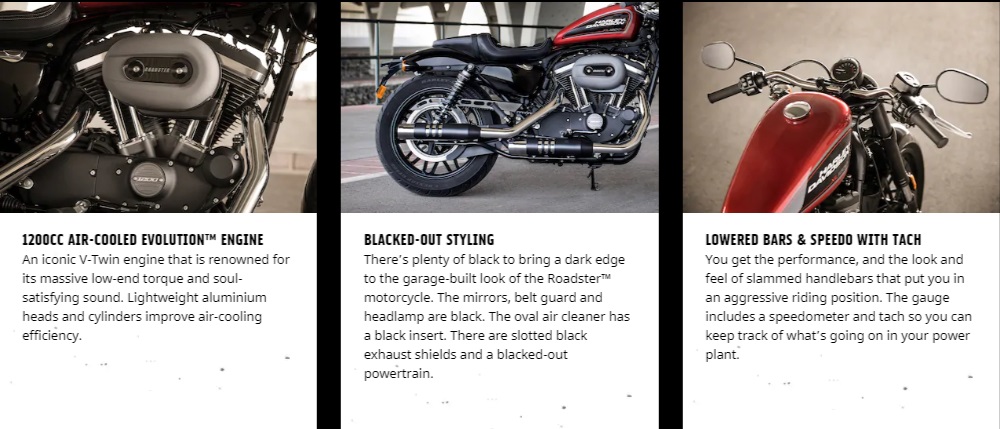 ROADSTER
1200
1200CC AIR-COOLED EVOLUTION™ ENGINE
An iconic V-Twin engine that is renowned for
its massive low-end torque and soul-
satisfying sound. Lightweight aluminium
heads and cylinders improve air-cooling
efficiency.
HARLEY-
DAVIDSON
BLACKED-OUT STYLING
There's plenty of black to bring a dark edge
to the garage-built look of the Roadster™
motorcycle. The mirrors, belt guard and
headlamp are black. The oval air cleaner has
a black insert. There are slotted black
exhaust shields and a blacked-out
powertrain.
HARLEY-
DAVIDSON
LOWERED BARS & SPEEDO WITH TACH
You get the performance, and the look and
feel of slammed handlebars that put you in
an aggressive riding position. The gauge
includes a speedometer and tach so you can
keep track of what's going on in your power
plant.